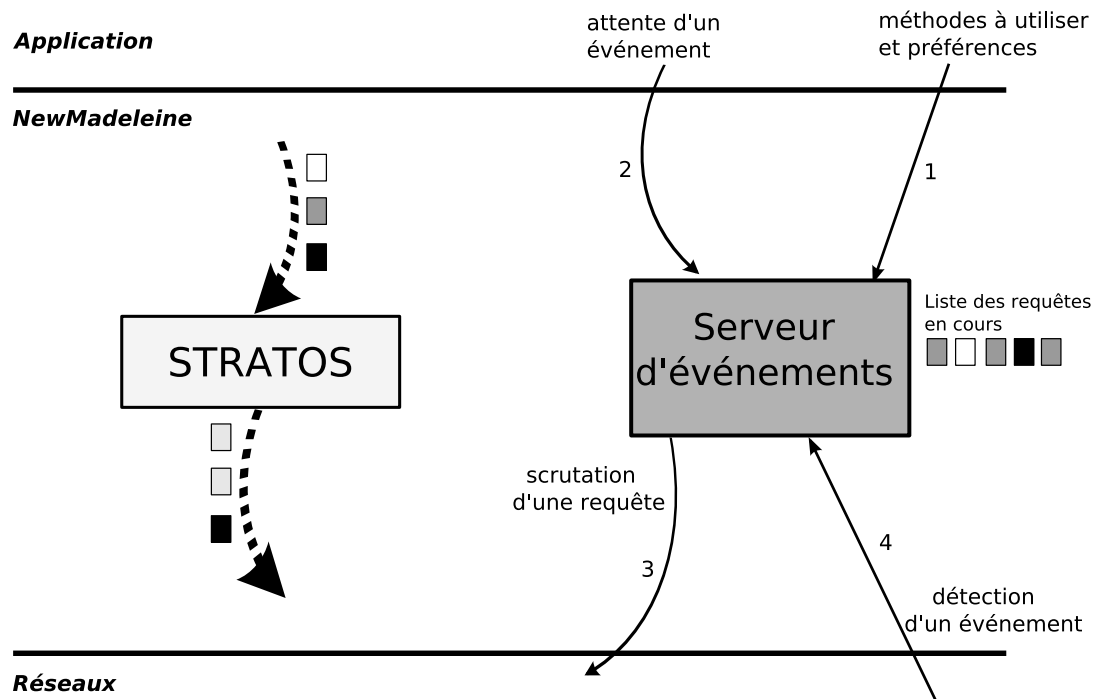 Application
attente d'un
événement
méthodes à utiliser
et préférences
NewMadeleine
2
1
Liste des requêtes
en cours
Serveur
d'événements
STRATOS
scrutation
d'une requête
3
4
détection
d'un événement
Réseaux